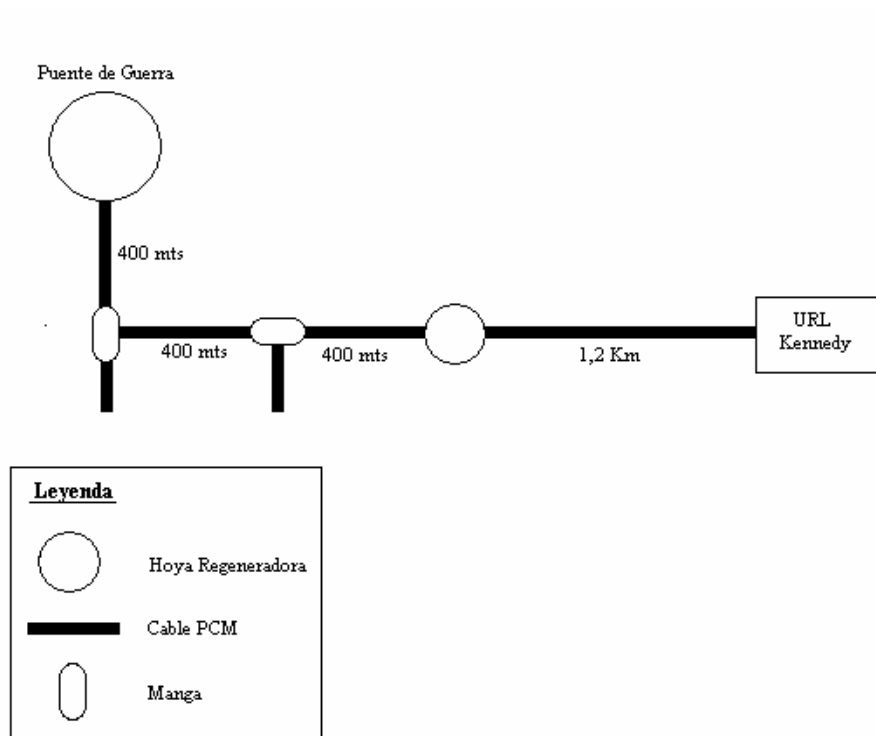 Puente de Guerra
400 mts
400 mts
400 mts
1,2 Km
URL
Kennedy
Leyenda
Hoya Regeneradora
Cable PCM
Manga